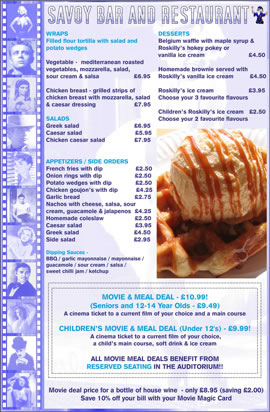 SAVOY BAR AND RESTAURANT
WRAPS
Filled flour tortilla with salad and
potato wedges
Vegetable - mediterranean roasted
vegetables, mozzarella, salad,
sour cream & salsa £6.95
Chicken breast - grilled strips of
chicken breast with mozzarella, salad
& caesar dressing £7.95
SALADS
Greek salad £6.95
Caesar salad £5.95
Chicken caesar salad £7.95
APPETIZERS / SIDE ORDERS
French fries with dip £2.50
Onion rings with dip £2.50
Potato wedges with dip £2.50
Chicken goujon's with dip £4.25
Garlic bread £2.75
Nachos with cheese, salsa, sour
cream, guacamole & jalapenos £4.25
Homemade coleslaw £2.50
Caesar salad £3.95
Greek salad £4.50
Side salad £2.95
Dipping Sauces -
BBQ / garlic mayonnaise / mayonnaise /
guacamole / sour cream / salsa /
sweet chilli jam / ketchup
DESSERTS
Belgium waffle with maple syrup &
Roskilly's hokey pokey or
vanilla ice cream £4.50
Homemade brownie served with
Roskilly's vanilla ice cream £4.50
Roskilly's ice cream £3.95
Choose your 3 favourite flavours
Children's Roskilly's ice cream £2.50
Choose your 2 favourite flavours
MOVIE & MEAL DEAL - £10.99!
(Seniors and 12-14 Year Olds - £9.49)
A cinema ticket to a current film of your choice and a main course
CHILDREN'S MOVIE & MEAL DEAL (Under 12's) - £9.99!
A cinema ticket to a current film of your choice,
a child's main course, soft drink & ice cream
ALL MOVIE MEAL DEALS BENEFIT FROM
RESERVED SEATING IN THE AUDITORIUM!!
Movie deal price for a bottle of house wine - only £8.95 (saving £2.00)
Save 10% off your bill with your Movie Magic Card